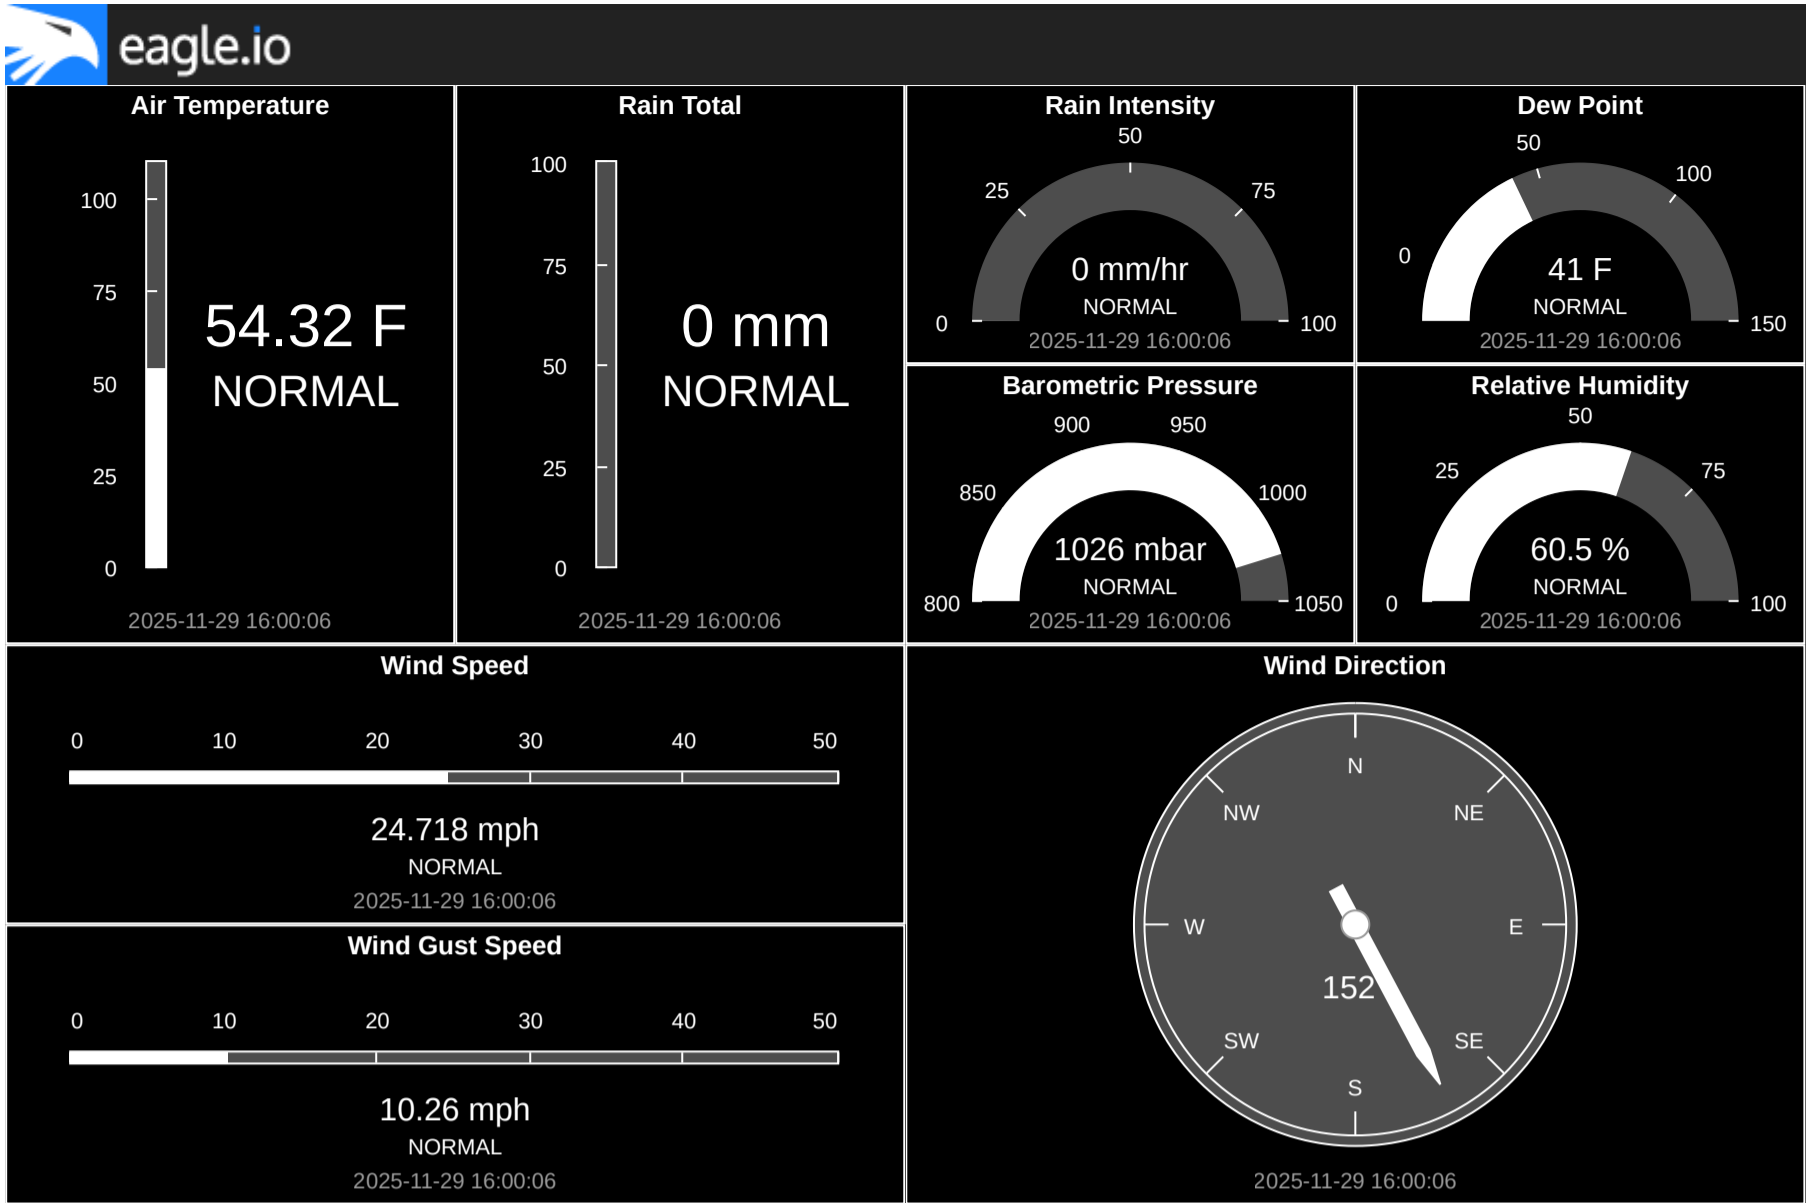 eagle.io
Air Temperature
100
75
50
25
0
54.32 F
NORMAL
2025-11-29 16:00:06
Rain Total
100
75
50
25
0
0 mm
NORMAL
2025-11-29 16:00:06
Rain Intensity
50
25
75
0
100
0 mm/hr
NORMAL
2025-11-29 16:00:06
Dew Point
50
100
0
150
41 F
NORMAL
2025-11-29 16:00:06
Barometric Pressure
900
950
850
1000
800
1050
1026 mbar
NORMAL
2025-11-29 16:00:06
Relative Humidity
50
25
75
0
100
60.5 %
NORMAL
2025-11-29 16:00:06
Wind Speed
0 10 20 30 40 50
24.718 mph
NORMAL
2025-11-29 16:00:06
Wind Gust Speed
0 10 20 30 40 50
10.26 mph
NORMAL
2025-11-29 16:00:06
Wind Direction
N
NW NE
W E
152
SW SE
S
2025-11-29 16:00:06